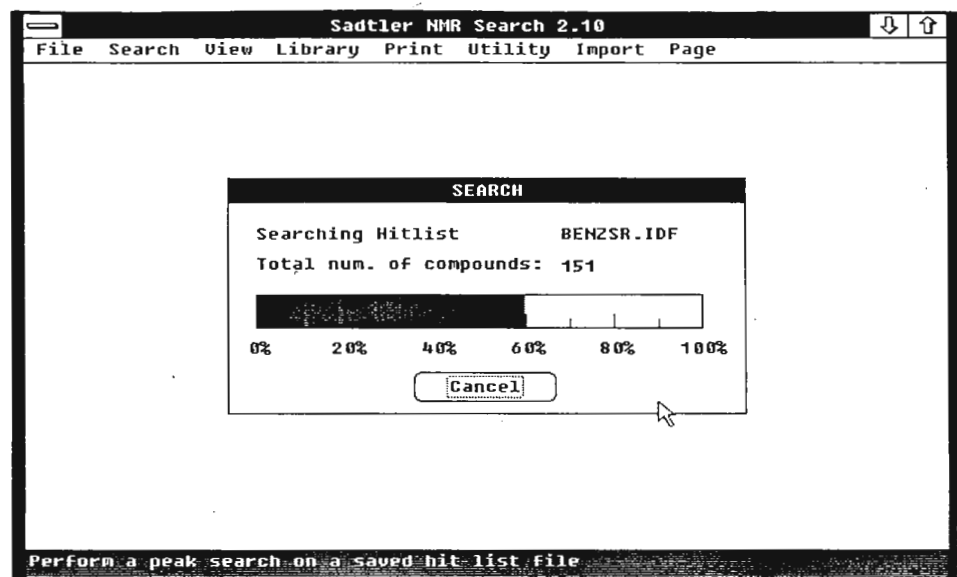 Sadtler NMR Search 2.10
File Search View Library Print Utility Import Page
SEARCH
Searching Hitlist BENZSR.IDF
Total num. of compounds: 151
0% 20% 40% 60% 80% 100%
Cancel
Perform a peak search on a saved hit list file